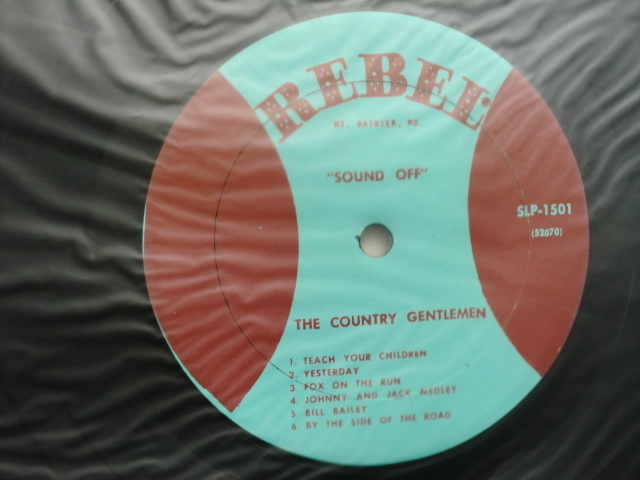 REBEL
MT. RAINIER, MD.
"SOUND OFF"
SLP-1501
(52070)
THE COUNTRY GENTLEMEN
1. TEACH YOUR CHILDREN
2. YESTERDAY
3 FOX ON THE RUN
4. JOHNNY AND JACK MEDLEY
5 BILL BAILEY
6 BY THE SIDE OF THE ROAD